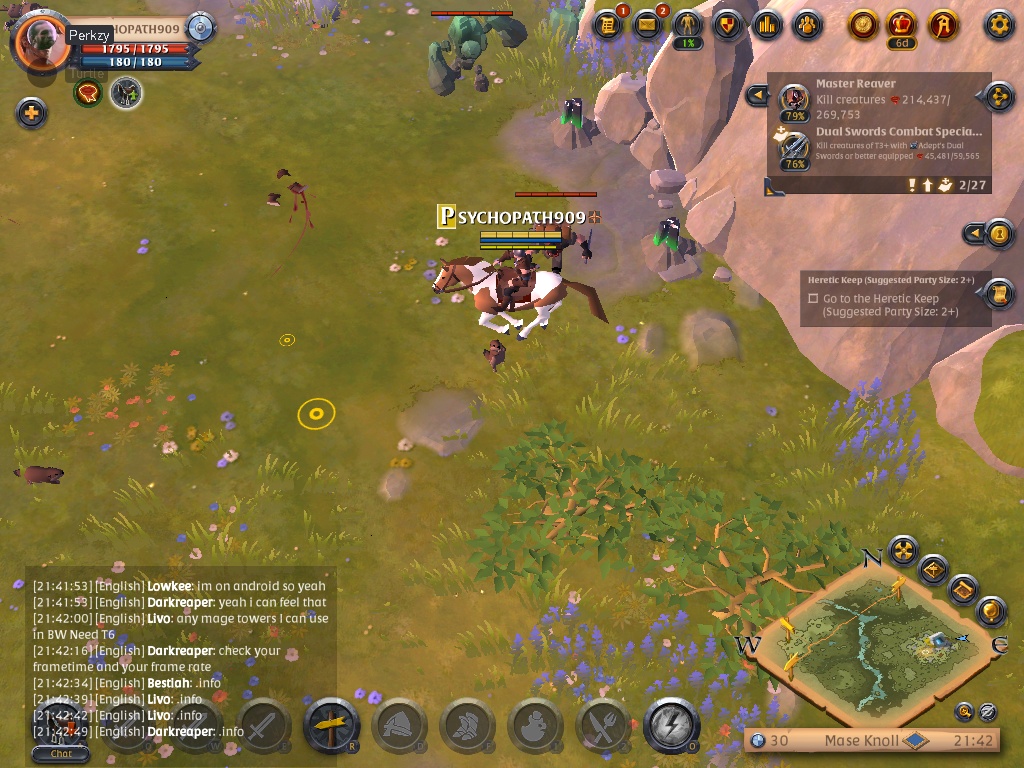 Perkzy
HOPATH909
1795/1795
180/180
Turtle
1
2
1%
6d
Master Reaver
Kill creatures 214,437/
269,753
79%
Dual Swords Combat Specia...
Kill creatures of T3+ with Adept's Dual
Swords or better equipped 45,481/59,565
76%
2/27
PSYCHOPATH909
Heretic Keep (Suggested Party Size: 2+)
Go to the Heretic Keep
(Suggested Party Size: 2+)
[21:41:53] [English] Lowkee: im on android so yeah
[21:41:53] [English] Darkreaper: yeah i can feel that
[21:42:00] [English] Livo: any mage towers I can use
in BW Need T6
[21:42:16] [English] Darkreaper: check your
frametime and your frame rate
[21:42:34] [English] Bestiah: .info
[21:42:39] [English] Livo: .info
[21:42:42] [English] Livo: .info
[21:42:49] [English] Darkreaper: .info
Chat
R
O
N
W
E
30 Mase Knoll 21:42